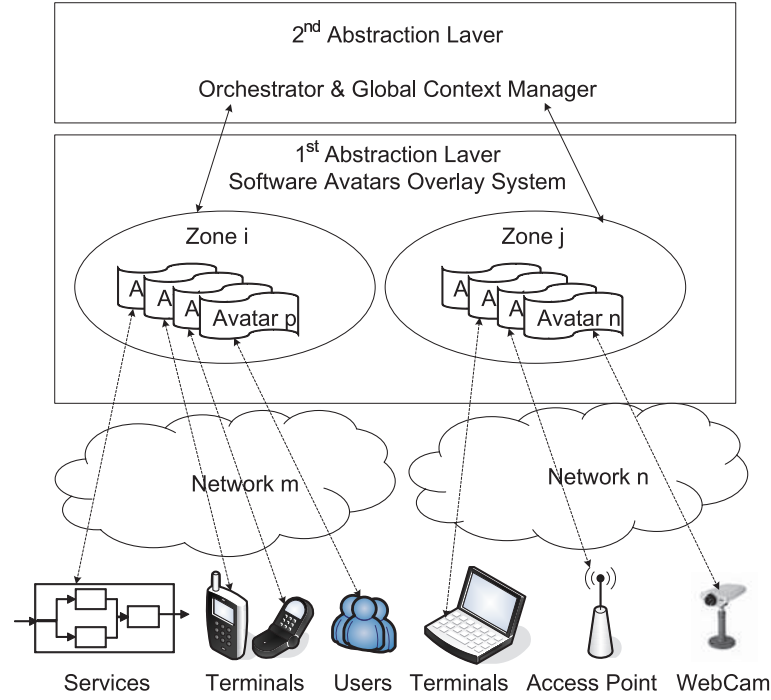 2nd Abstraction Laver
Orchestrator & Global Context Manager
1st Abstraction Laver
Software Avatars Overlay System
Zone i
Zone j
A
A
A
Avatar p
A
A
A
Avatar n
Network m
Network n
Services
Terminals
Users
Terminals
Access Point
WebCam